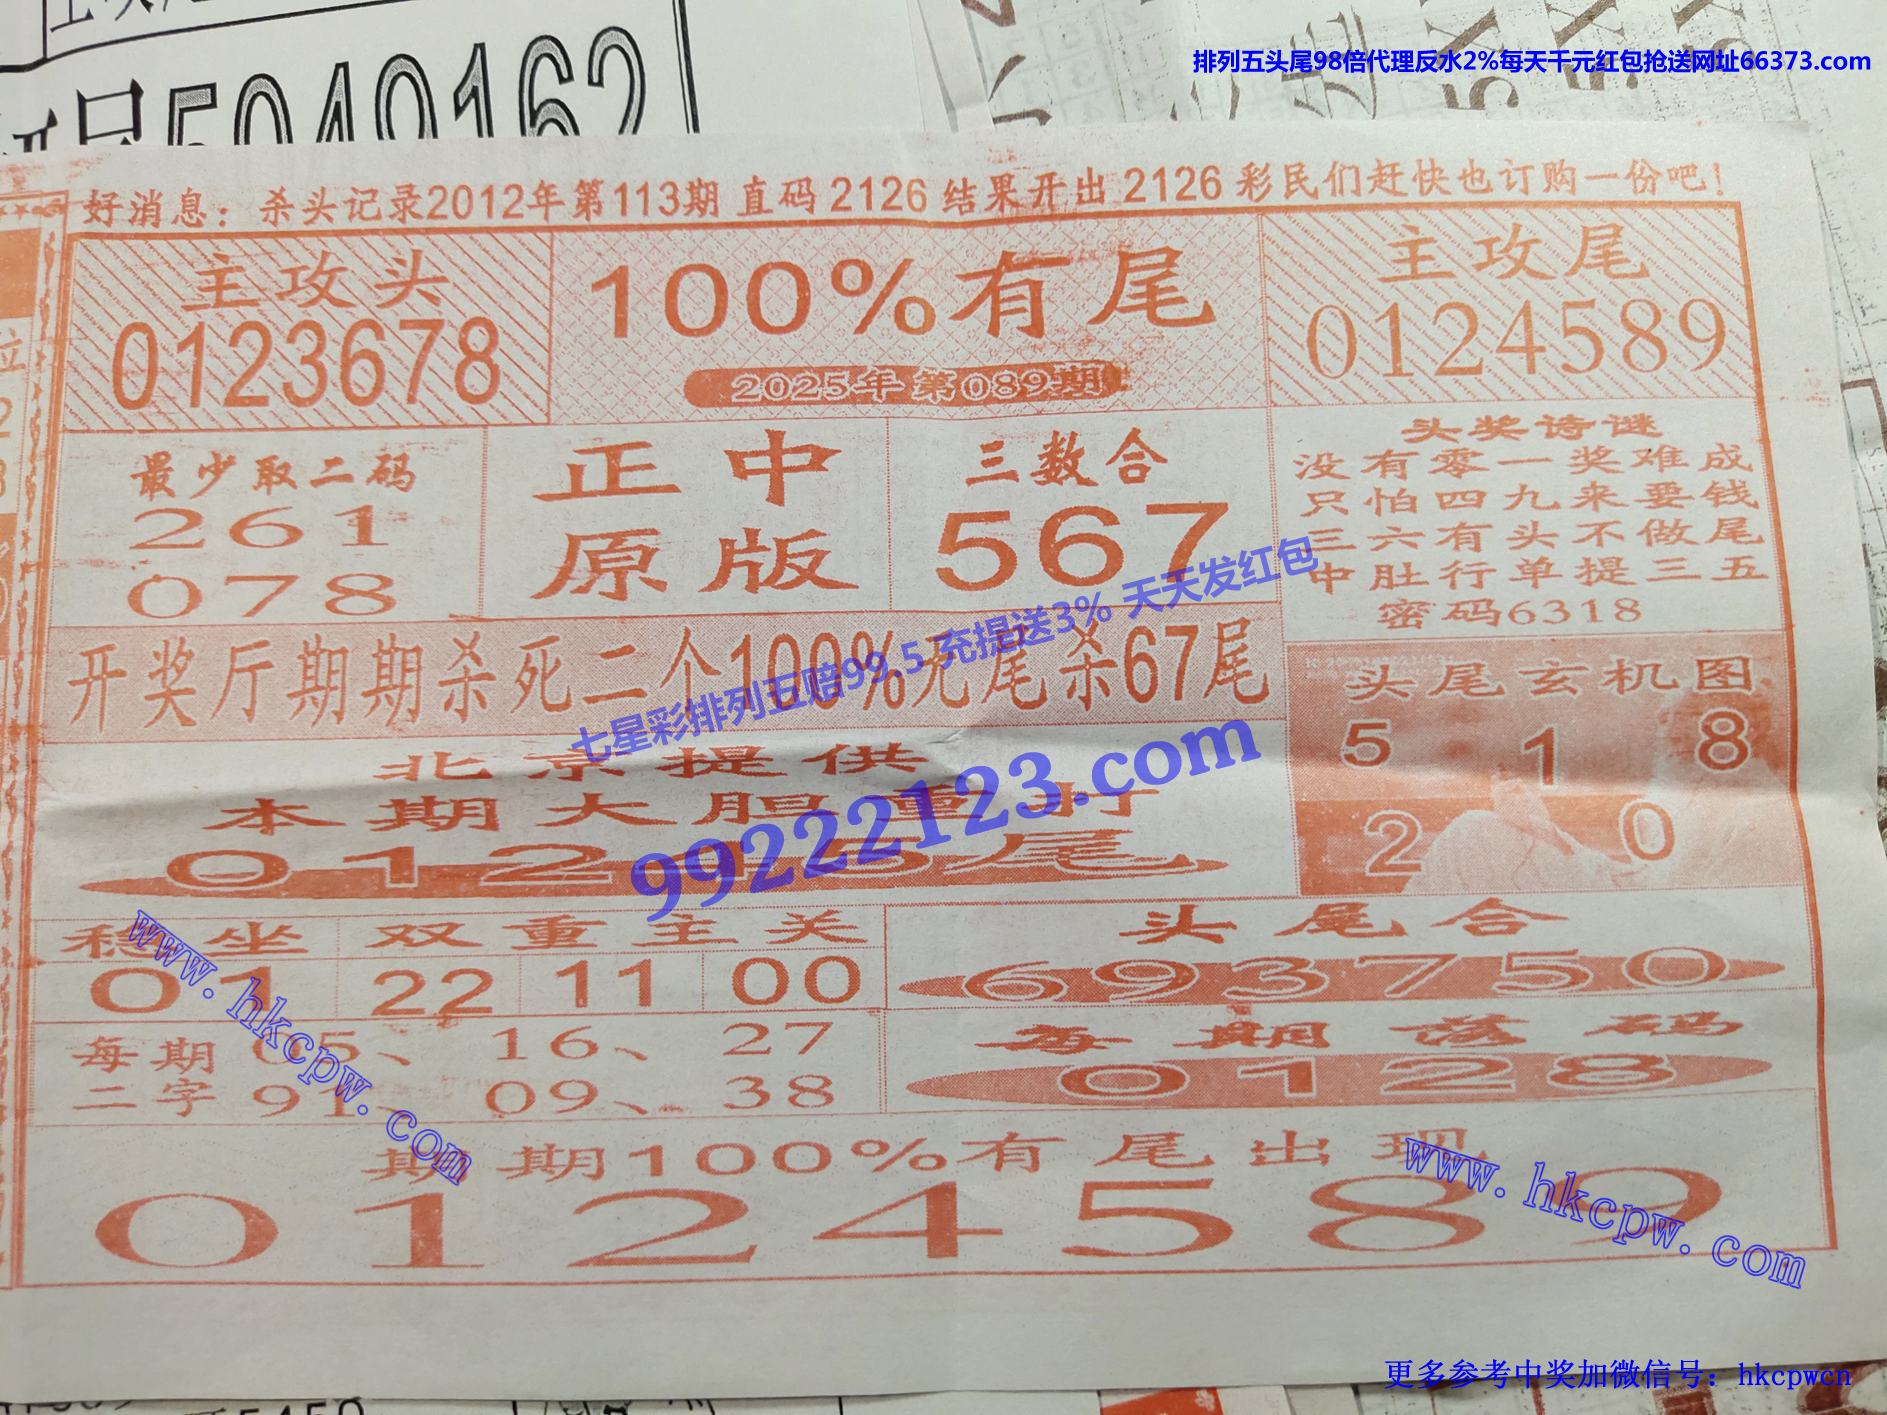 排列五头尾98倍代理反水2%每天千元红包抢送网址66373.com
5049162
好消息：杀头记录2012年第113期 直码 2126 结果开出 2126 彩民们赶快也订购一份吧！
主攻头
0123678
100%有尾
2025年第089期
主攻尾
0124589
最少取二码
261
078
正中
原版
三数合
567
头奖诗谜
没有零一奖难成
只怕四九来要钱
三六有头不做尾
中肚行单提三五
密码6318
开奖厅期期杀死二个100%无尾杀67尾
七星彩排列五赔99.5 充提送3% 天天发红包
99222123.com
头尾玄机图
5 1 8
2 0
北京提供
本期大胆重打
尾
稳坐 双重主关
01 22 11 00
头尾合
693750
每期 05、16、27
二字 91、09、38
每期落码
0128
期期100%有尾出现
0124589
www.hkcpw.com
www.hkcpw.com
更多参考中奖加微信号：hkcpwcn